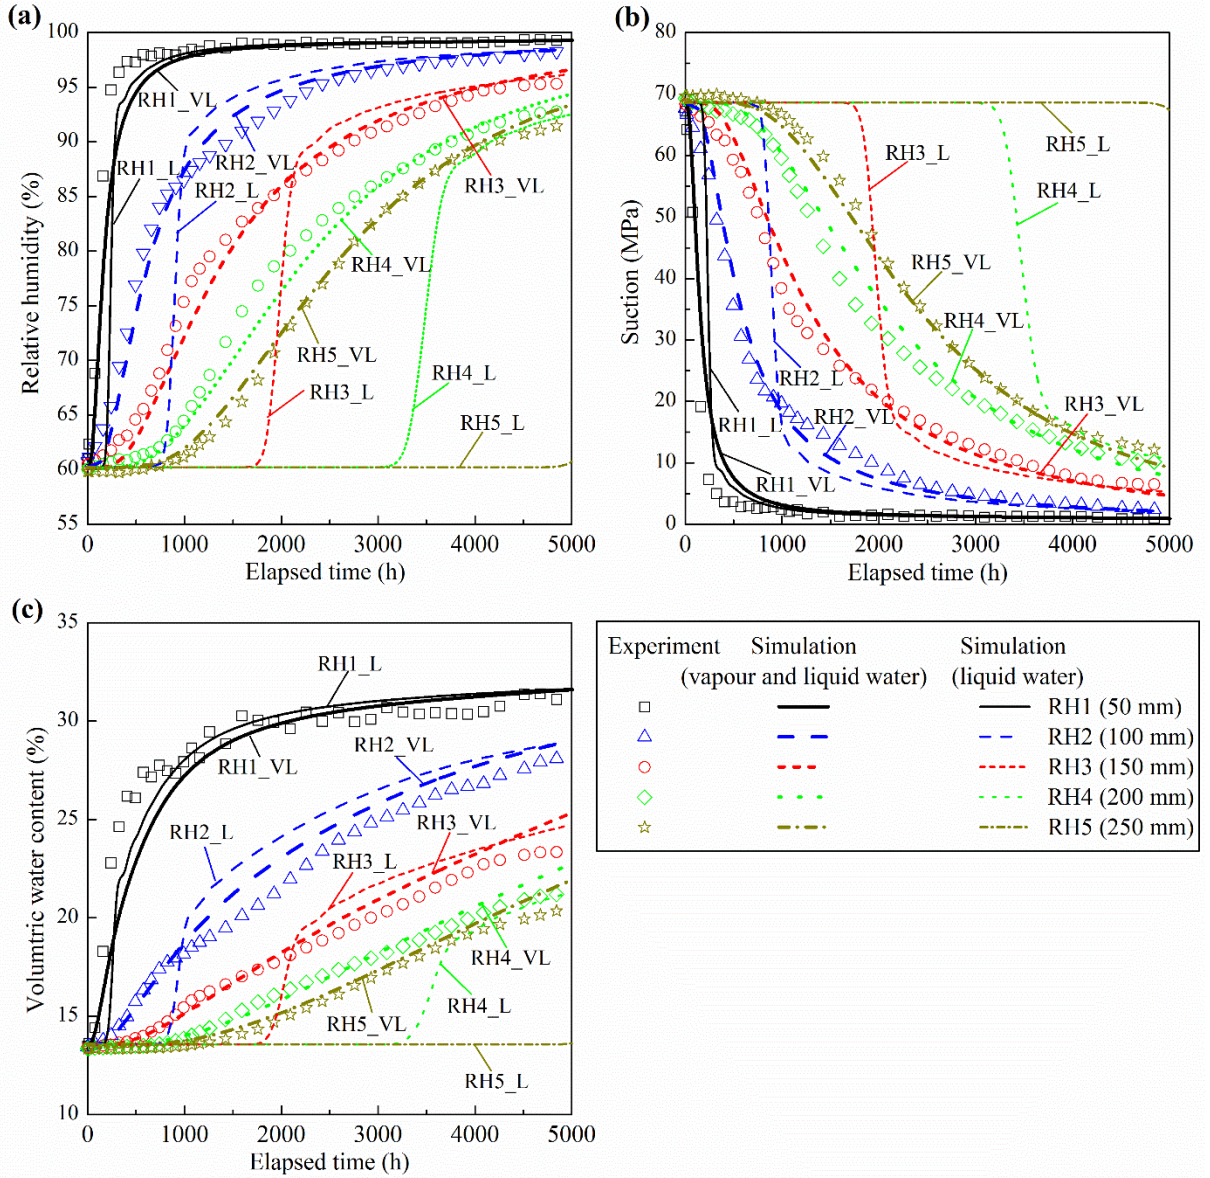 (a)
100
95
90
85
80
75
70
65
60
55
Relative humidity (%)
RH1_VL
RH1_L
RH2_VL
RH2_L
RH3_VL
RH4_VL
RH5_VL
RH3_L
RH4_L
RH5_L
0 1000 2000 3000 4000 5000
Elapsed time (h)
(b)
80
70
60
50
40
30
20
10
0
Suction (MPa)
RH5_L
RH3_L
RH4_L
RH5_VL
RH4_VL
RH2_L
RH3_VL
RH1_L
RH2_VL
RH1_VL
0 1000 2000 3000 4000 5000
Elapsed time (h)
(c)
35
30
25
20
15
10
Volumtric water content (%)
RH1_L
RH2_VL
RH1_VL
RH2_L
RH3_VL
RH3_L
RH4_VL
RH4_L
RH5_VL
RH5_L
0 1000 2000 3000 4000 5000
Elapsed time (h)
Experiment Simulation Simulation
(vapour and liquid water) (liquid water)
RH1 (50 mm)
RH2 (100 mm)
RH3 (150 mm)
RH4 (200 mm)
RH5 (250 mm)